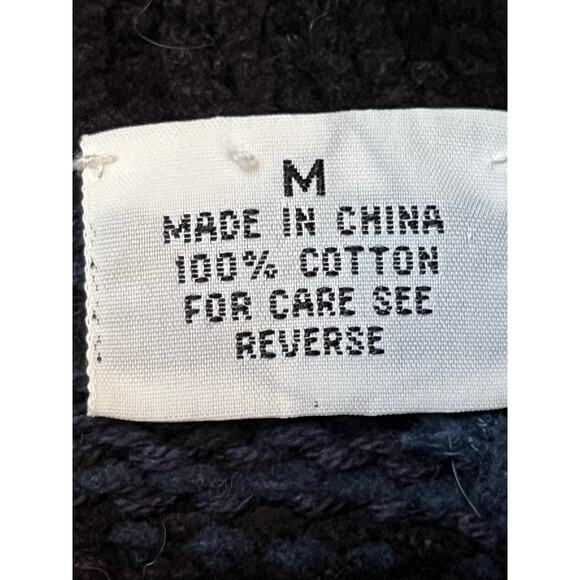 M
MADE IN CHINA
100% COTTON
FOR CARE SEE
REVERSE